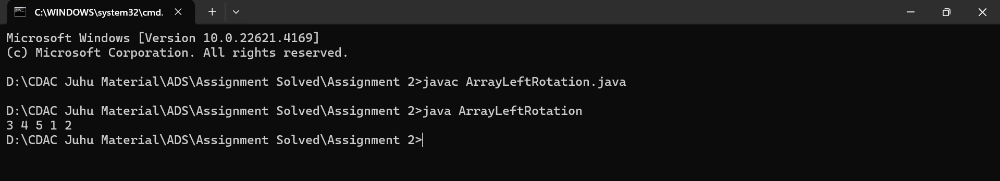 C:\WINDOWS\system32\cmd.
Microsoft Windows [Version 10.0.22621.4169]
(c) Microsoft Corporation. All rights reserved.
D:\CDAC Juhu Material\ADS\Assignment Solved\Assignment 2>javac ArrayLeftRotation.java
D:\CDAC Juhu Material\ADS\Assignment Solved\Assignment 2>java ArrayLeftRotation
3 4 5 1 2
D:\CDAC Juhu Material\ADS\Assignment Solved\Assignment 2>